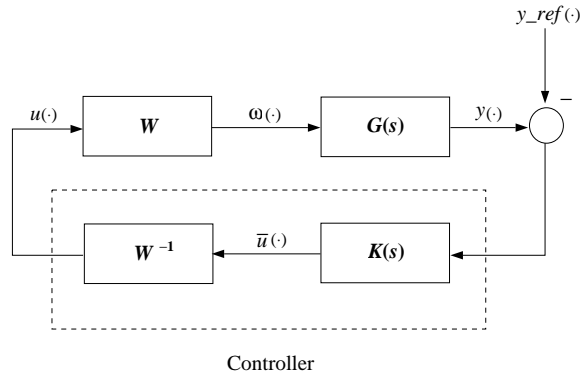 y_ref(·)
−
u(·)
W
ω(·)
G(s)
y(·)
W⁻¹
u̅(·)
K(s)
Controller